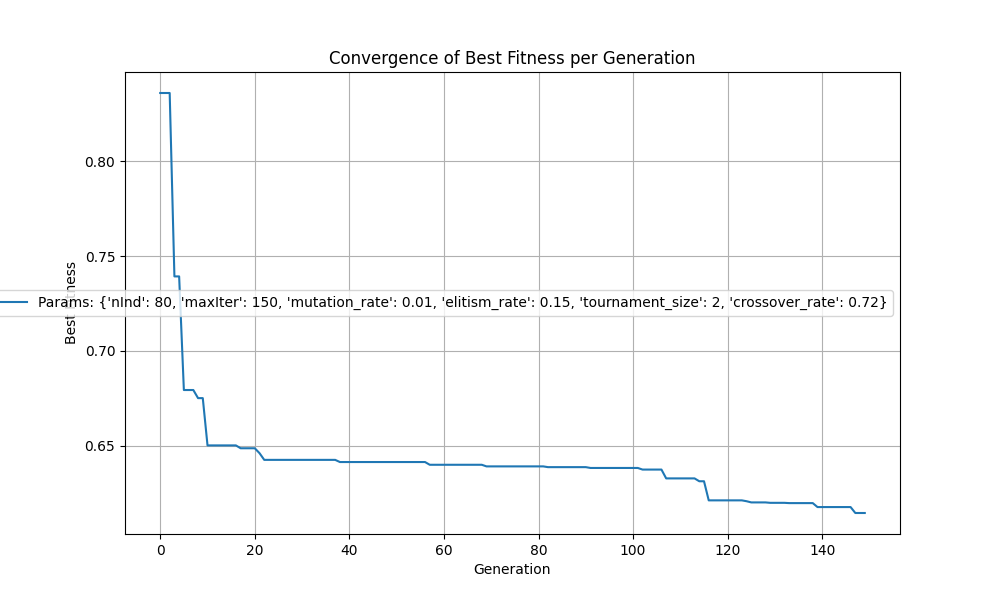 Convergence of Best Fitness per Generation
0.80
0.75
Params: {'nInd': 80, 'maxIter': 150, 'mutation_rate': 0.01, 'elitism_rate': 0.15, 'tournament_size': 2, 'crossover_rate': 0.72}
Best Fitness
0.70
0.65
0 20 40 60 80 100 120 140
Generation